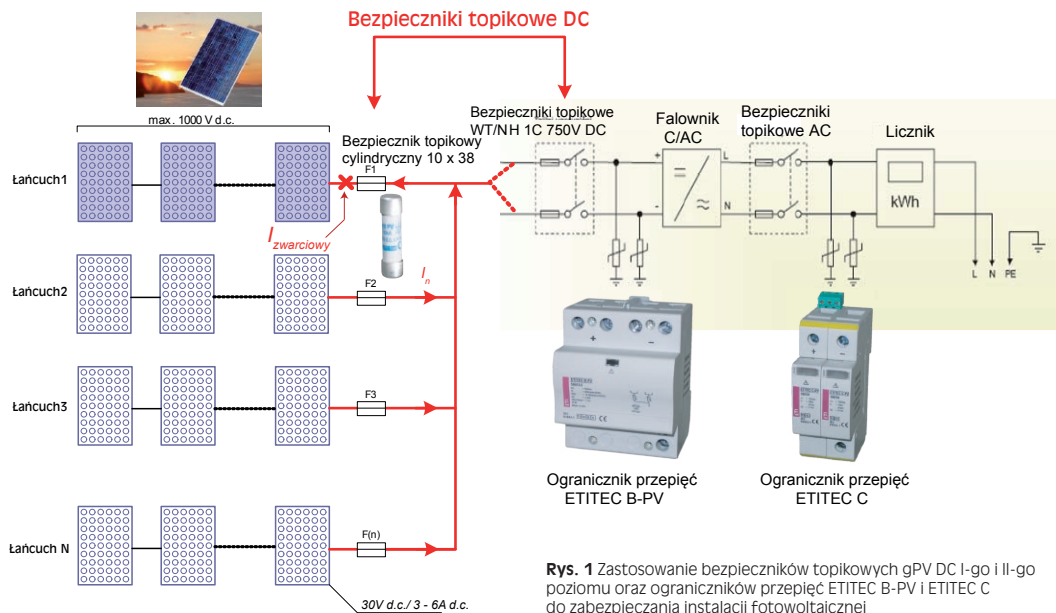 Bezpieczniki topikowe DC
max. 1000 V d.c.
Bezpiecznik topikowy
cylindryczny 10 x 38
Bezpieczniki topikowe
WT/NH 1C 750V DC
Falownik
C/AC
Bezpieczniki
topikowe AC
Licznik
Łańcuch1
F1
+
L
-
N
kWh
I zwarciowy
L N PE
Łańcuch2
F2
In
Łańcuch3
F3
Łańcuch N
F(n)
30V d.c./ 3 - 6A d.c.
Ogranicznik przepięć
ETITEC B-PV
Ogranicznik przepięć
ETITEC C
Rys. 1 Zastosowanie bezpieczników topikowych gPV DC I-go i II-go
poziomu oraz ograniczników przepięć ETITEC B-PV i ETITEC C
do zabezpieczania instalacji fotowoltaicznej